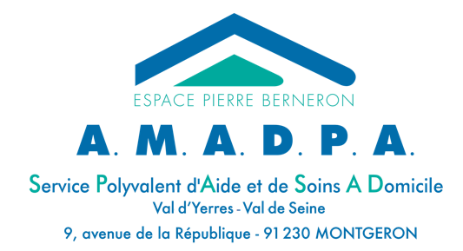 ESPACE PIERRE BERNERON
A. M. A. D. P. A.
Service Polyvalent d'Aide et de Soins A Domicile
Val d'Yerres - Val de Seine
9, avenue de la République - 91 230 MONTGERON